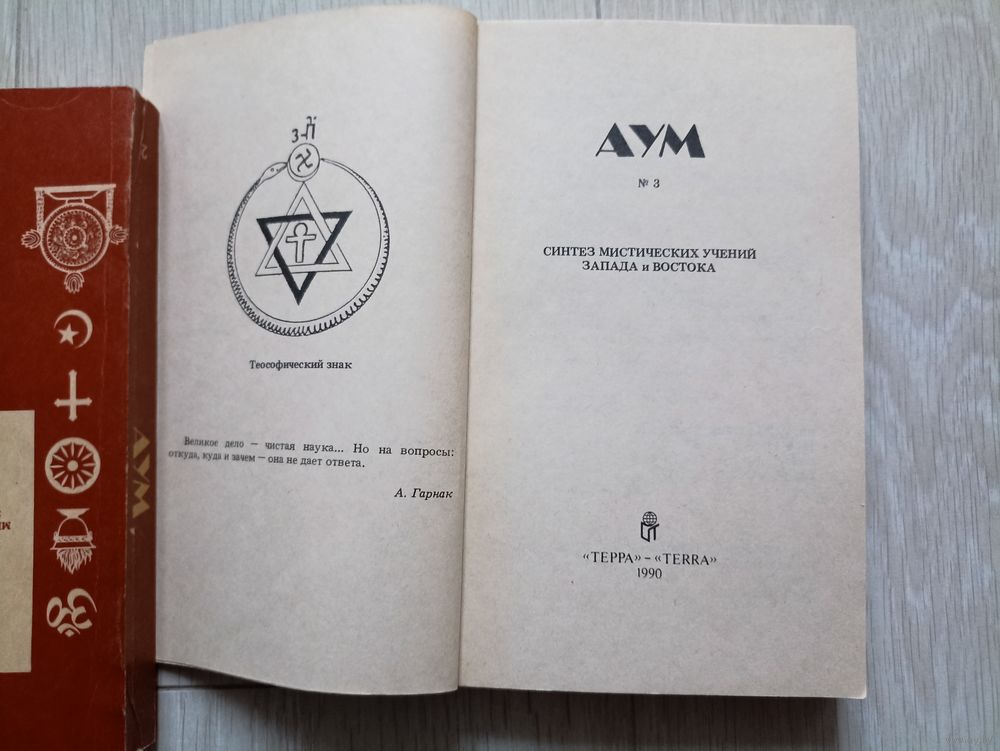 АУМ
Теософический знак
Великое дело — чистая наука... Но на вопросы:
откуда, куда и зачем — она не дает ответа.
А. Гарнак
АУМ
№ 3
СИНТЕЗ МИСТИЧЕСКИХ УЧЕНИЙ
ЗАПАДА и ВОСТОКА
«ТЕРРА» – «TERRA»
1990